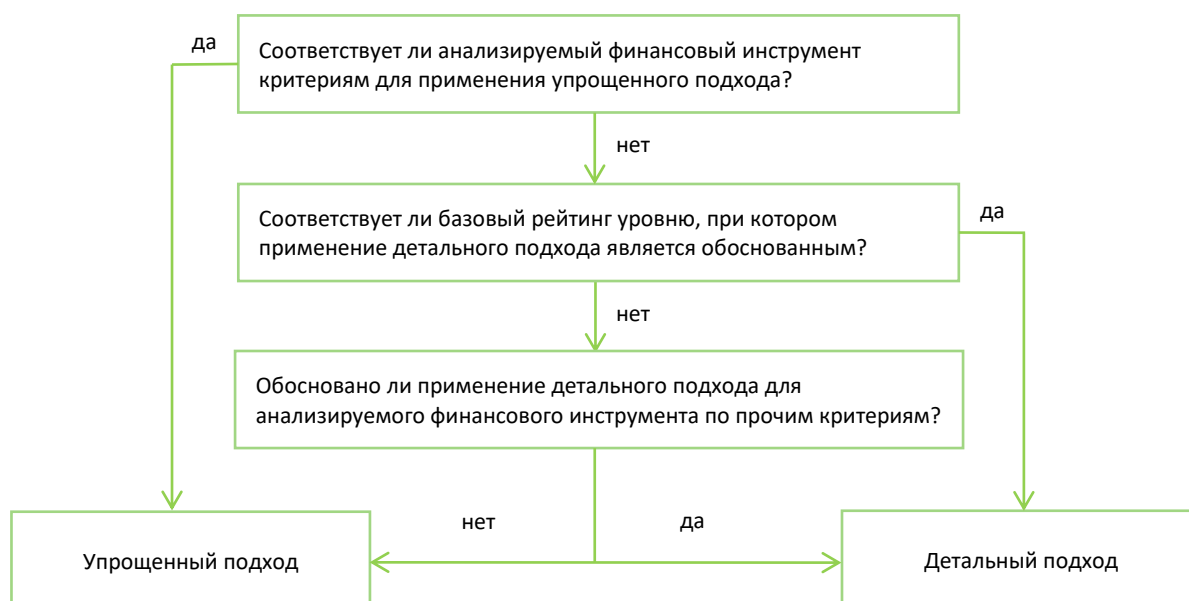 да
Соответствует ли анализируемый финансовый инструмент
критериям для применения упрощенного подхода?
нет
Соответствует ли базовый рейтинг уровню, при котором
применение детального подхода является обоснованным?
да
нет
Обосновано ли применение детального подхода для
анализируемого финансового инструмента по прочим критериям?
нет
да
Упрощенный подход
Детальный подход